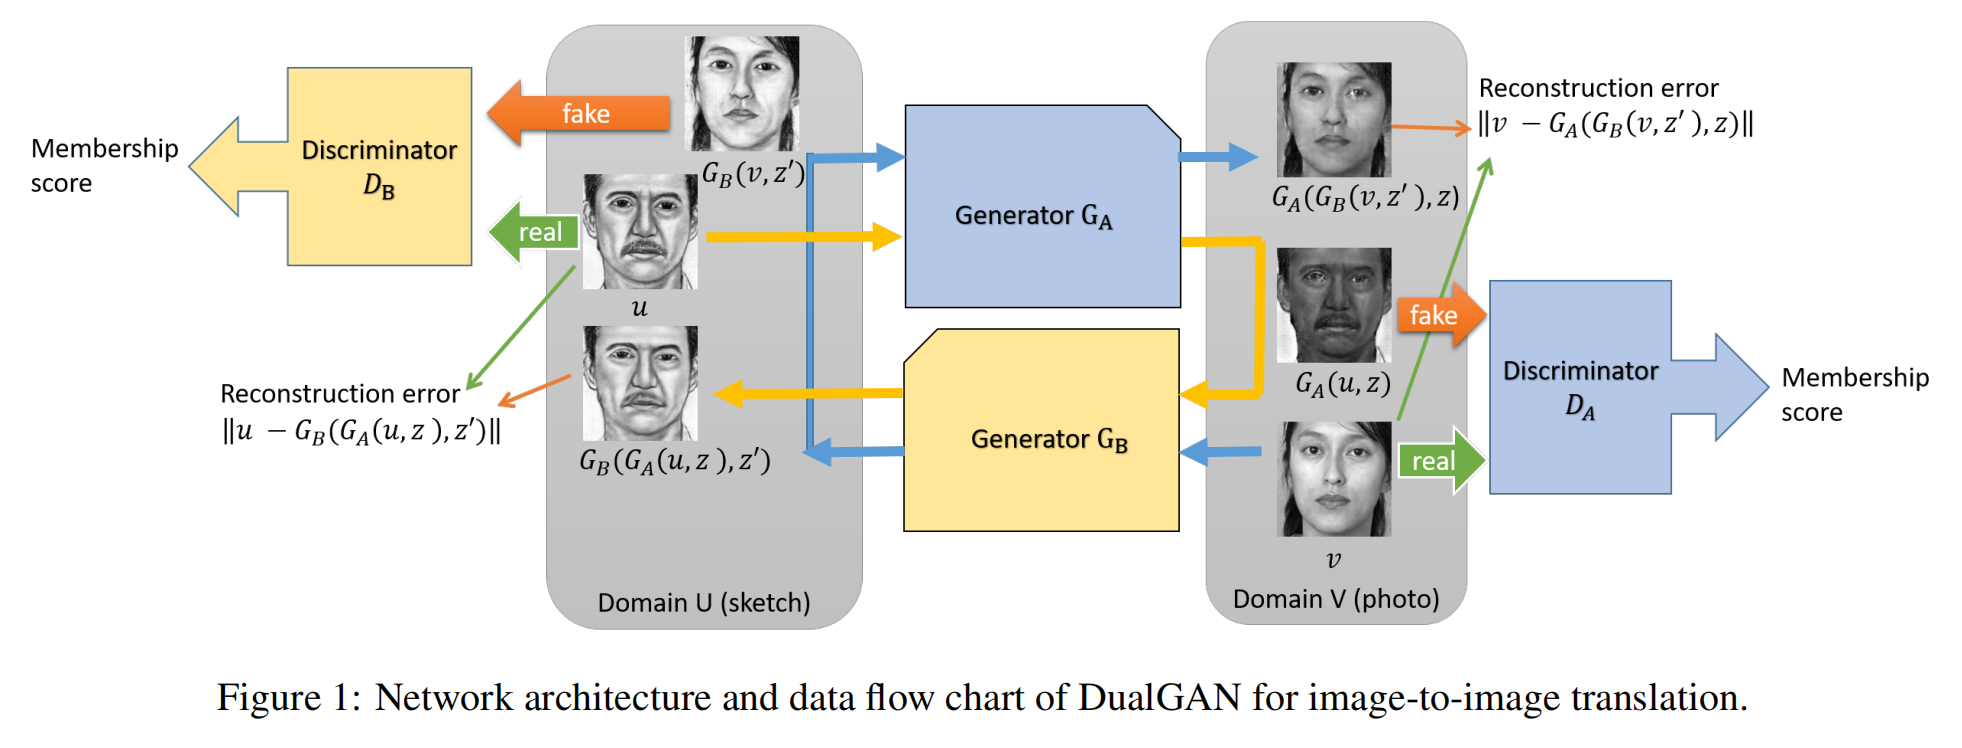 Membership
score
Discriminator
D_B
fake
real
G_B(v, z′)
u
Reconstruction error
‖u − G_B(G_A(u, z ), z′)‖
G_B(G_A(u, z ), z′)
Domain U (sketch)
Generator G_A
Generator G_B
G_A(G_B(v, z′ ), z)
G_A(u, z)
v
Domain V (photo)
Reconstruction error
‖v − G_A(G_B(v, z′ ), z)‖
fake
real
Discriminator
D_A
Membership
score
Figure 1: Network architecture and data flow chart of DualGAN for image-to-image translation.